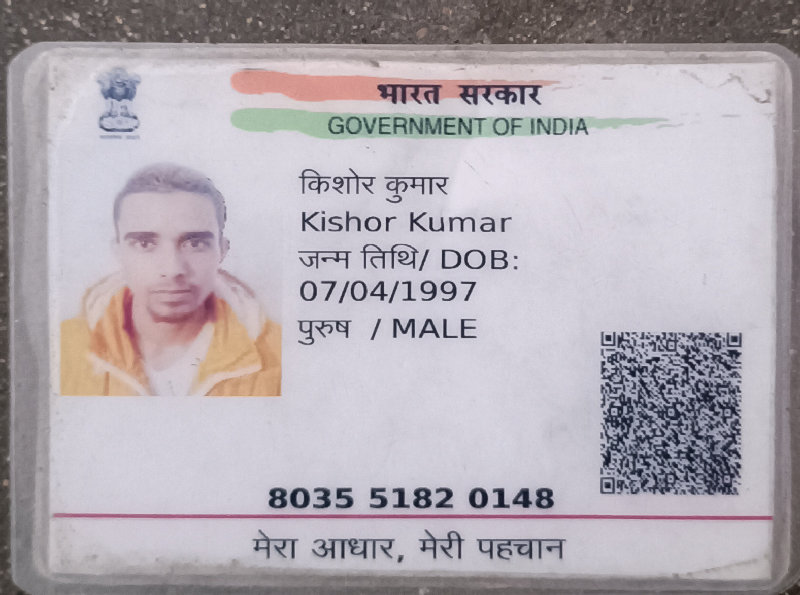 भारत सरकार
GOVERNMENT OF INDIA
किशोर कुमार
Kishor Kumar
जन्म तिथि/ DOB:
07/04/1997
पुरुष / MALE
8035 5182 0148
मेरा आधार, मेरी पहचान